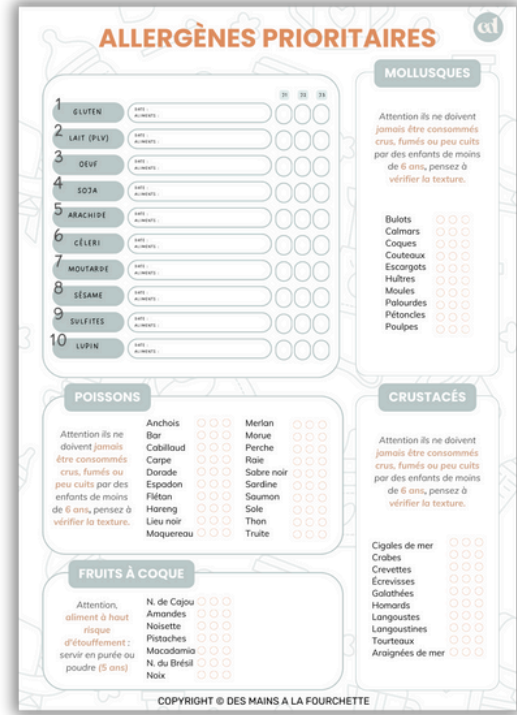 ALLERGÈNES PRIORITAIRES
cd
J1 J2 J3
1 GLUTEN DATE : ALIMENTS :
2 LAIT (PLV) DATE : ALIMENTS :
3 OEUF DATE : ALIMENTS :
4 SOJA DATE : ALIMENTS :
5 ARACHIDE DATE : ALIMENTS :
6 CÉLERI DATE : ALIMENTS :
7 MOUTARDE DATE : ALIMENTS :
8 SÉSAME DATE : ALIMENTS :
9 SULFITES DATE : ALIMENTS :
10 LUPIN DATE : ALIMENTS :
MOLLUSQUES
Attention ils ne doivent
jamais être consommés
crus, fumés ou peu cuits
par des enfants de moins
de 6 ans, pensez à
vérifier la texture.
Bulots
Calmars
Coques
Couteaux
Escargots
Huîtres
Moules
Palourdes
Pétoncles
Poulpes
POISSONS
Attention ils ne
doivent jamais
être consommés
crus, fumés ou
peu cuits par des
enfants de moins
de 6 ans, pensez à
vérifier la texture.
Anchois
Bar
Cabillaud
Carpe
Dorade
Espadon
Flétan
Hareng
Lieu noir
Maquereau
Merlan
Morue
Perche
Raie
Sabre noir
Sardine
Saumon
Sole
Thon
Truite
CRUSTACÉS
Attention ils ne doivent
jamais être consommés
crus, fumés ou peu cuits
par des enfants de moins
de 6 ans, pensez à
vérifier la texture.
Cigales de mer
Crabes
Crevettes
Écrevisses
Galathées
Homards
Langoustes
Langoustines
Tourteaux
Araignées de mer
FRUITS À COQUE
Attention,
aliment à haut
risque
d'étouffement :
servir en purée ou
poudre (5 ans)
N. de Cajou
Amandes
Noisette
Pistaches
Macadamia
N. du Brésil
Noix
COPYRIGHT © DES MAINS A LA FOURCHETTE